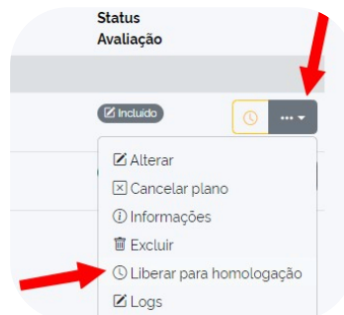 Status
Avaliação
Incluído
Alterar
Cancelar plano
Informações
Excluir
Liberar para homologação
Logs